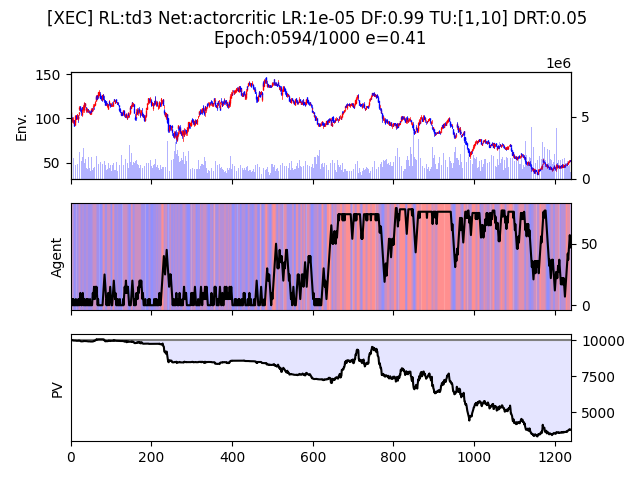 [XEC] RL:td3 Net:actorcritic LR:1e-05 DF:0.99 TU:[1,10] DRT:0.05
Epoch:0594/1000 e=0.41
1e6
150
100
50
Env.
5
0
Agent
50
0
PV
10000
7500
5000
0 200 400 600 800 1000 1200